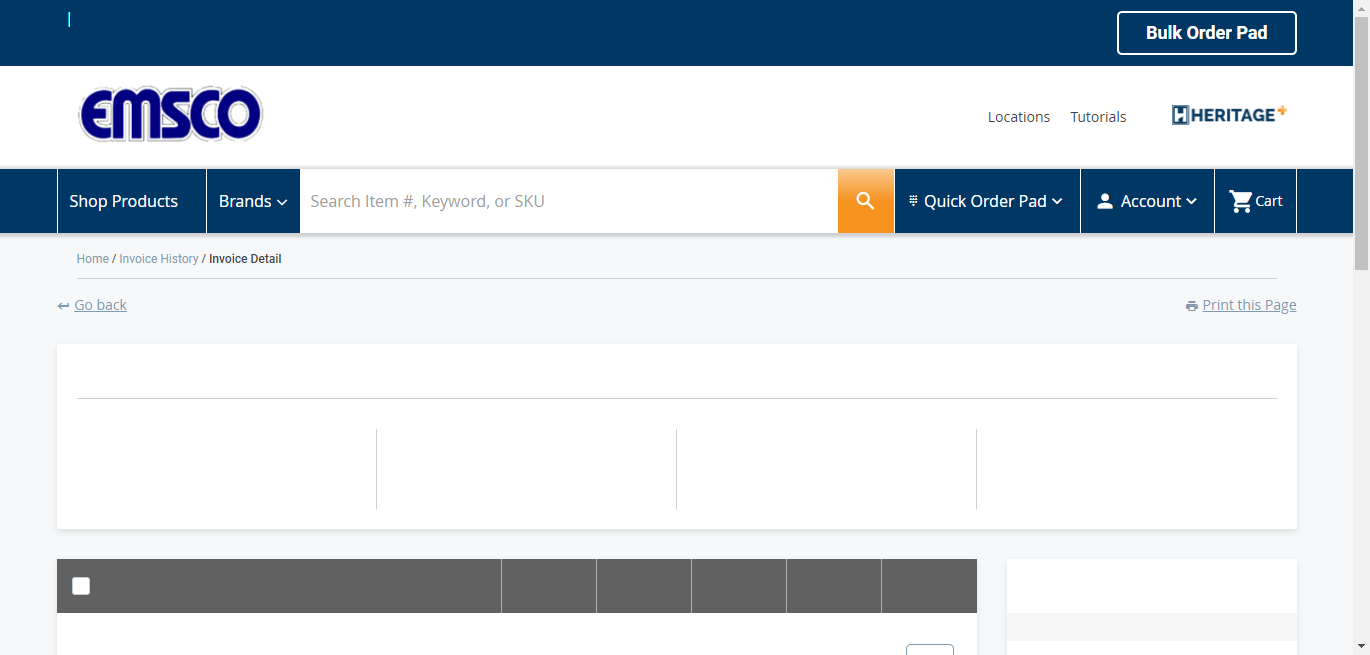 |
Bulk Order Pad
EMSCO
Locations
Tutorials
HERITAGE+
Shop Products
Brands
Search Item #, Keyword, or SKU
Quick Order Pad
Account
Cart
Home / Invoice History / Invoice Detail
Go back
Print this Page